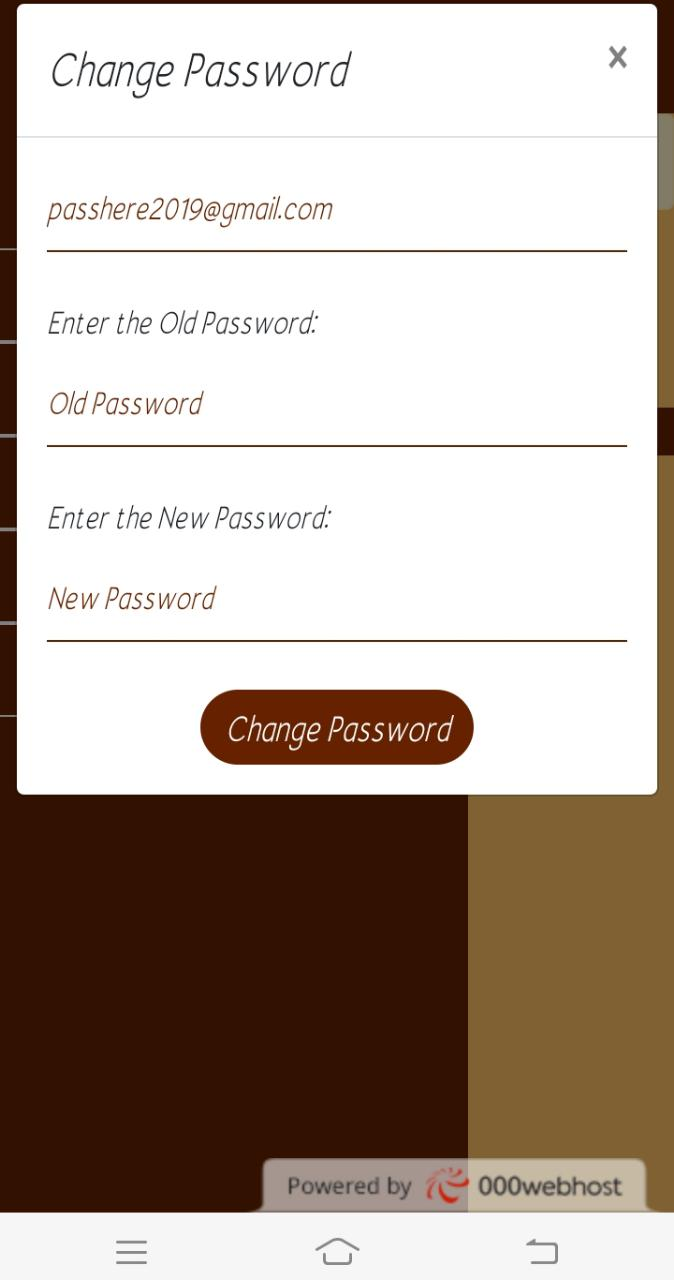 Change Password
×
passhere2019@gmail.com
Enter the Old Password:
Old Password
Enter the New Password:
New Password
Change Password
Powered by 000webhost